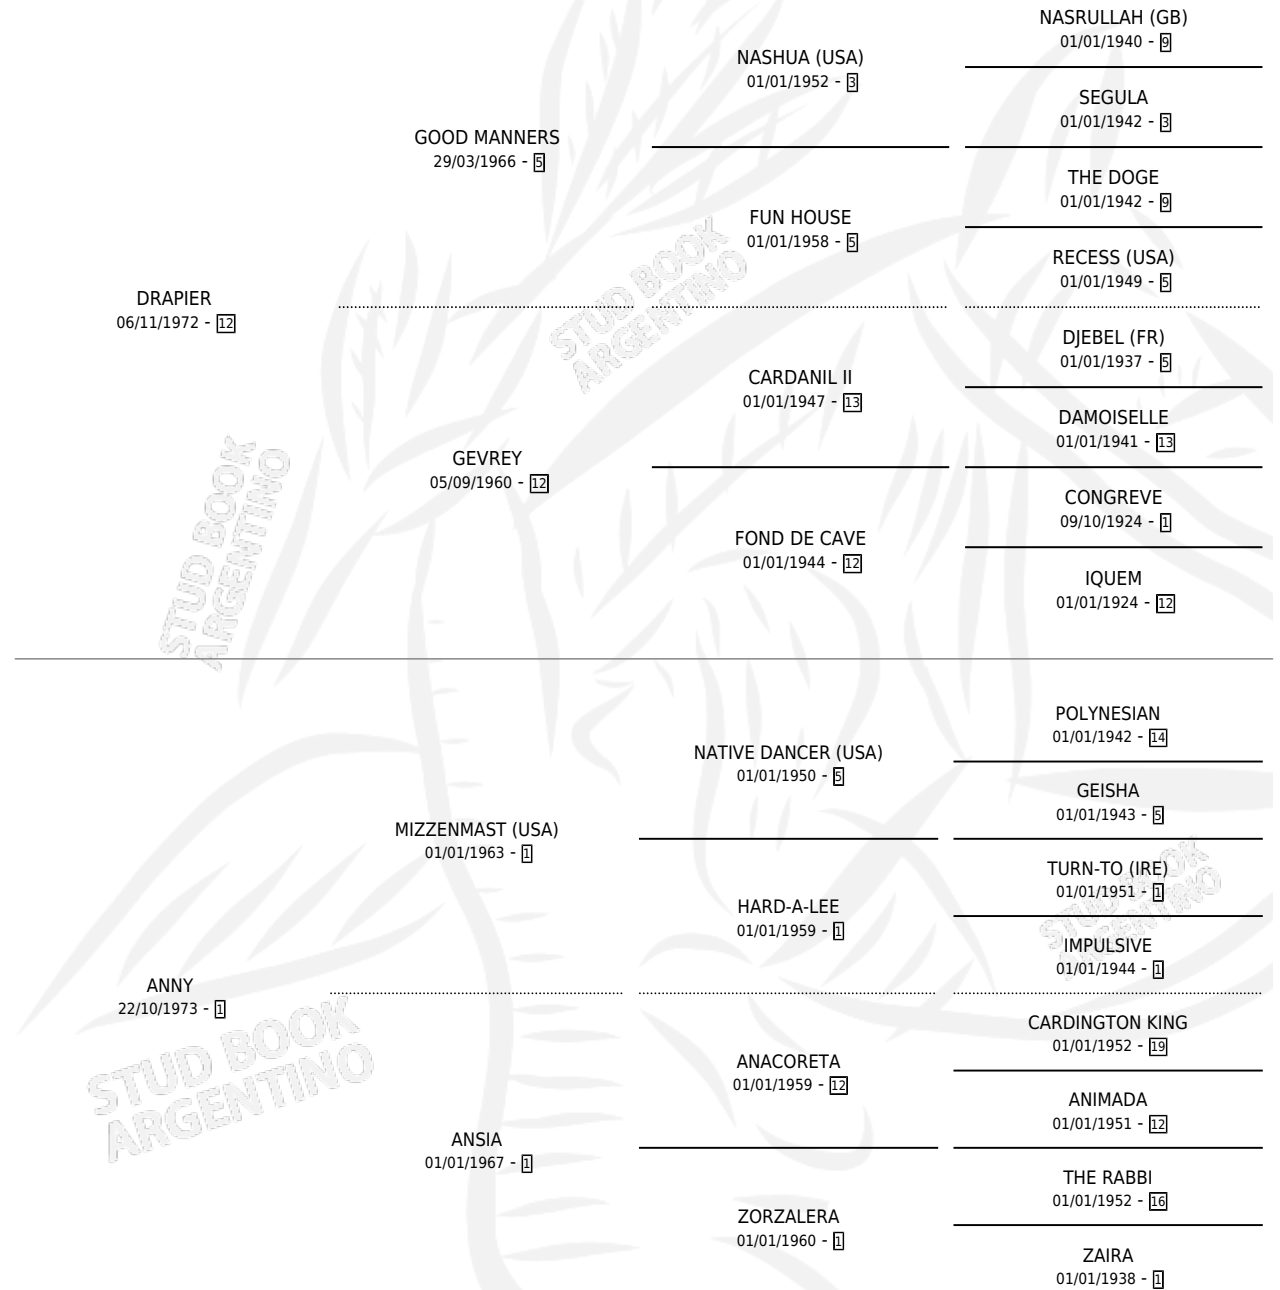 NASRULLAH (GB)
01/01/1940 - 9
NASHUA (USA)
01/01/1952 - 3
SEGULA
01/01/1942 - 3
GOOD MANNERS
29/03/1966 - 5
THE DOGE
01/01/1942 - 9
FUN HOUSE
01/01/1958 - 5
RECESS (USA)
01/01/1949 - 5
DRAPIER
06/11/1972 - 12
DJEBEL (FR)
01/01/1937 - 5
CARDANIL II
01/01/1947 - 13
DAMOISELLE
01/01/1941 - 13
GEVREY
05/09/1960 - 12
CONGREVE
09/10/1924 - 1
FOND DE CAVE
01/01/1944 - 12
IQUEM
01/01/1924 - 12
POLYNESIAN
01/01/1942 - 14
NATIVE DANCER (USA)
01/01/1950 - 5
GEISHA
01/01/1943 - 5
MIZZENMAST (USA)
01/01/1963 - 1
TURN-TO (IRE)
01/01/1951 - 1
HARD-A-LEE
01/01/1959 - 1
IMPULSIVE
01/01/1944 - 1
ANNY
22/10/1973 - 1
CARDINGTON KING
01/01/1952 - 19
ANACORETA
01/01/1959 - 12
ANIMADA
01/01/1951 - 12
ANSIA
01/01/1967 - 1
THE RABBI
01/01/1952 - 16
ZORZALERA
01/01/1960 - 1
ZAIRA
01/01/1938 - 1
STUD BOOK
ARGENTINO
STUD BOOK
ARGENTINO
STUD BOOK
ARGENTINO
STUD BOOK
ARGENTINO